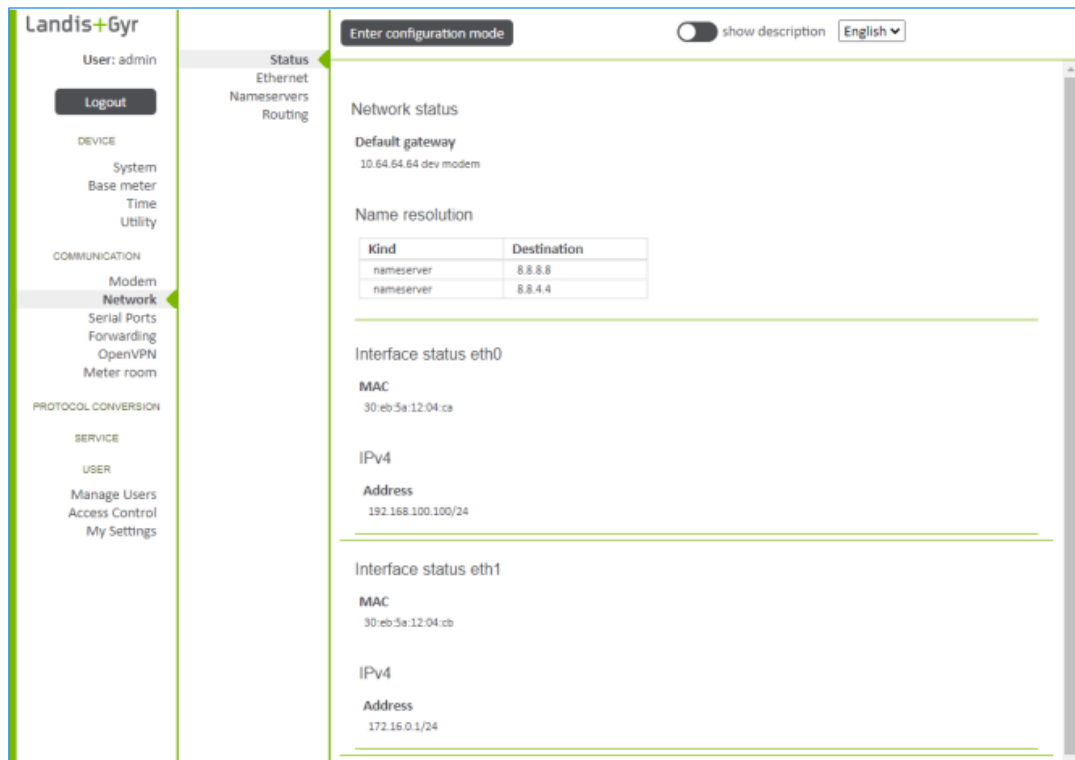 Landis+Gyr
User: admin
Logout
DEVICE
System
Base meter
Time
Utility
COMMUNICATION
Modem
Network
Serial Ports
Forwarding
OpenVPN
Meter room
PROTOCOL CONVERSION
SERVICE
USER
Manage Users
Access Control
My Settings
Status
Ethernet
Nameservers
Routing
Enter configuration mode
show description
English
Network status
Default gateway
10.64.64.64 dev modem
Name resolution
Kind Destination
nameserver 8.8.8.8
nameserver 8.8.4.4
Interface status eth0
MAC
30:eb:5a:12:04:ca
IPv4
Address
192.168.100.100/24
Interface status eth1
MAC
30:eb:5a:12:04:cb
IPv4
Address
172.16.0.1/24